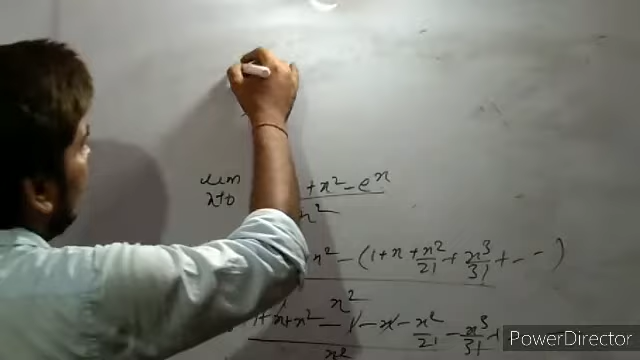 lim + x² - eˣ
x→0 x²
x² - (1 + x + x²/2! + x³/3! + - -)
x²
1 + x + x² - 1 - x - x²/2! - x³/3! +
x²
PowerDirector